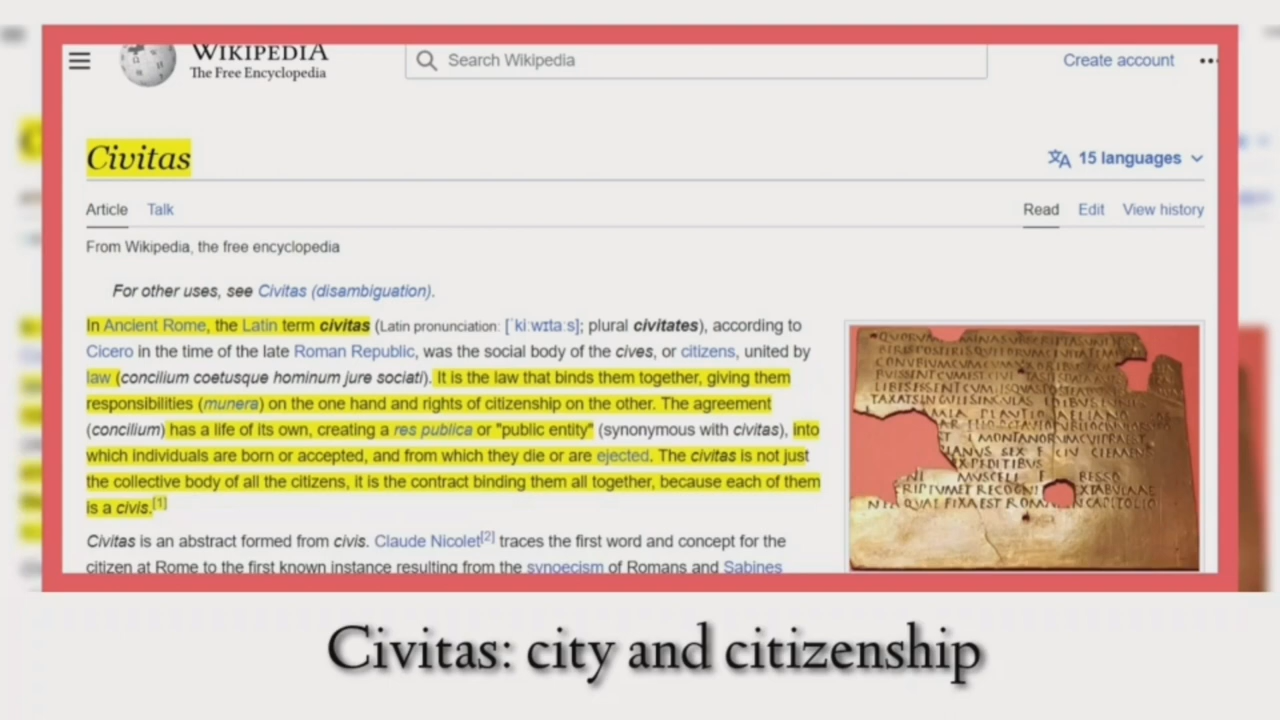 WIKIPEDIA
The Free Encyclopedia
Search Wikipedia
Create account
Civitas
15 languages
Article Talk
Read Edit View history
From Wikipedia, the free encyclopedia
For other uses, see Civitas (disambiguation).
In Ancient Rome, the Latin term civitas (Latin pronunciation: [ˈkiːwɪtaːs]; plural civitates), according to
Cicero in the time of the late Roman Republic, was the social body of the cives, or citizens, united by
law (concilium coetusque hominum jure sociati). It is the law that binds them together, giving them
responsibilities (munera) on the one hand and rights of citizenship on the other. The agreement
(concilium) has a life of its own, creating a res publica or "public entity" (synonymous with civitas), into
which individuals are born or accepted, and from which they die or are ejected. The civitas is not just
the collective body of all the citizens, it is the contract binding them all together, because each of them
is a civis.[1]
Civitas is an abstract formed from civis. Claude Nicolet[2] traces the first word and concept for the
citizen at Rome to the first known instance resulting from the synoecism of Romans and Sabines
Civitas: city and citizenship